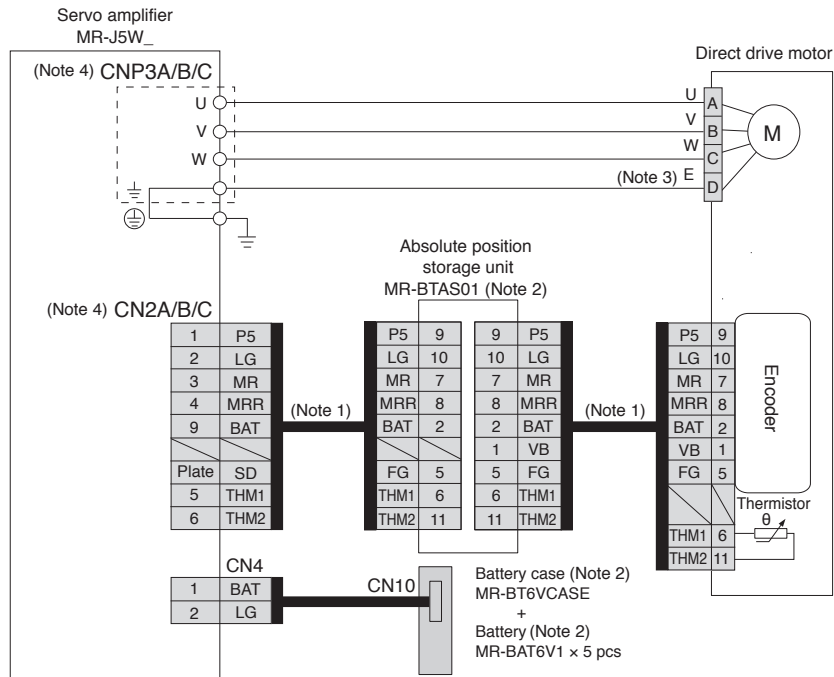 Servo amplifier
MR-J5W_
Direct drive motor
(Note 4) CNP3A/B/C
U
V
W
U
V
W
(Note 3) E
A
B
C
D
M
Absolute position
storage unit
MR-BTAS01 (Note 2)
(Note 4) CN2A/B/C
1 P5
2 LG
3 MR
4 MRR
9 BAT
Plate SD
5 THM1
6 THM2
(Note 1)
P5 9
LG 10
MR 7
MRR 8
BAT 2
FG 5
THM1 6
THM2 11
9 P5
10 LG
7 MR
8 MRR
2 BAT
1 VB
5 FG
6 THM1
11 THM2
(Note 1)
P5 9
LG 10
MR 7
MRR 8
BAT 2
VB 1
FG 5
THM1 6
THM2 11
Encoder
Thermistor
θ
CN4
1 BAT
2 LG
CN10
Battery case (Note 2)
MR-BT6VCASE
+
Battery (Note 2)
MR-BAT6V1 × 5 pcs